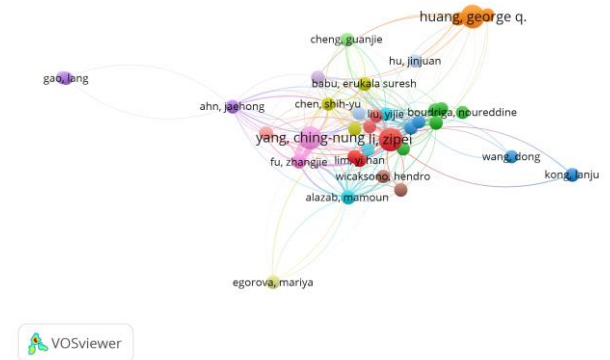 huang, george q.
cheng, guanjie
hu, jinjuan
gao, lang
babu, erukala suresh
ahn, jaehong
chen, shih-yu
liu, yijie
boudriga, noureddine
yang, ching-nung
li, zipei
fu, zhangjie
lim, yi han
wang, dong
wicaksono, hendro
kong, lanju
alazab, mamoun
egorova, mariya
VOSviewer